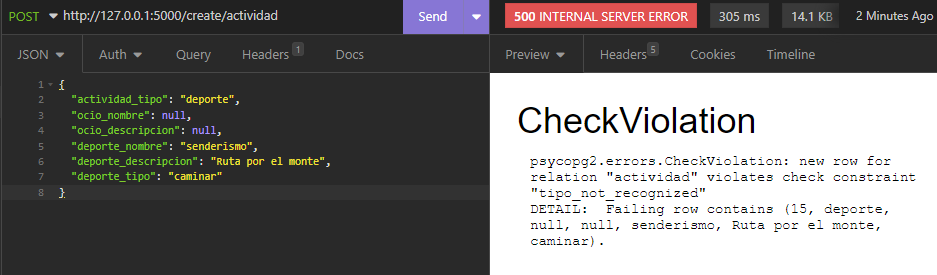 POST http://127.0.0.1:5000/create/actividad Send 500 INTERNAL SERVER ERROR 305 ms 14.1 KB 2 Minutes Ago
JSON Auth Query Headers 1 Docs Preview Headers 5 Cookies Timeline
1 {
2 "actividad_tipo": "deporte",
3 "ocio_nombre": null,
4 "ocio_descripcion": null,
5 "deporte_nombre": "senderismo",
6 "deporte_descripcion": "Ruta por el monte",
7 "deporte_tipo": "caminar"
8 }
CheckViolation
psycopg2.errors.CheckViolation: new row for
relation "actividad" violates check constraint
"tipo_not_recognized"
DETAIL:  Failing row contains (15, deporte,
null, null, senderismo, Ruta por el monte,
caminar).